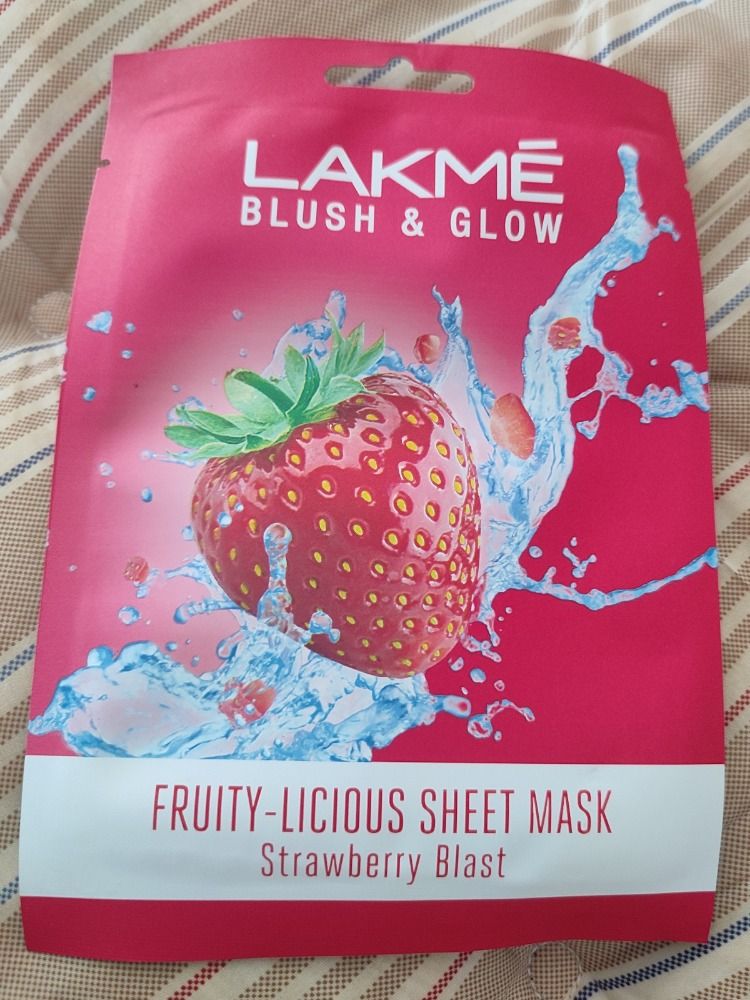 LAKMÉ
BLUSH & GLOW
FRUITY-LICIOUS SHEET MASK
Strawberry Blast